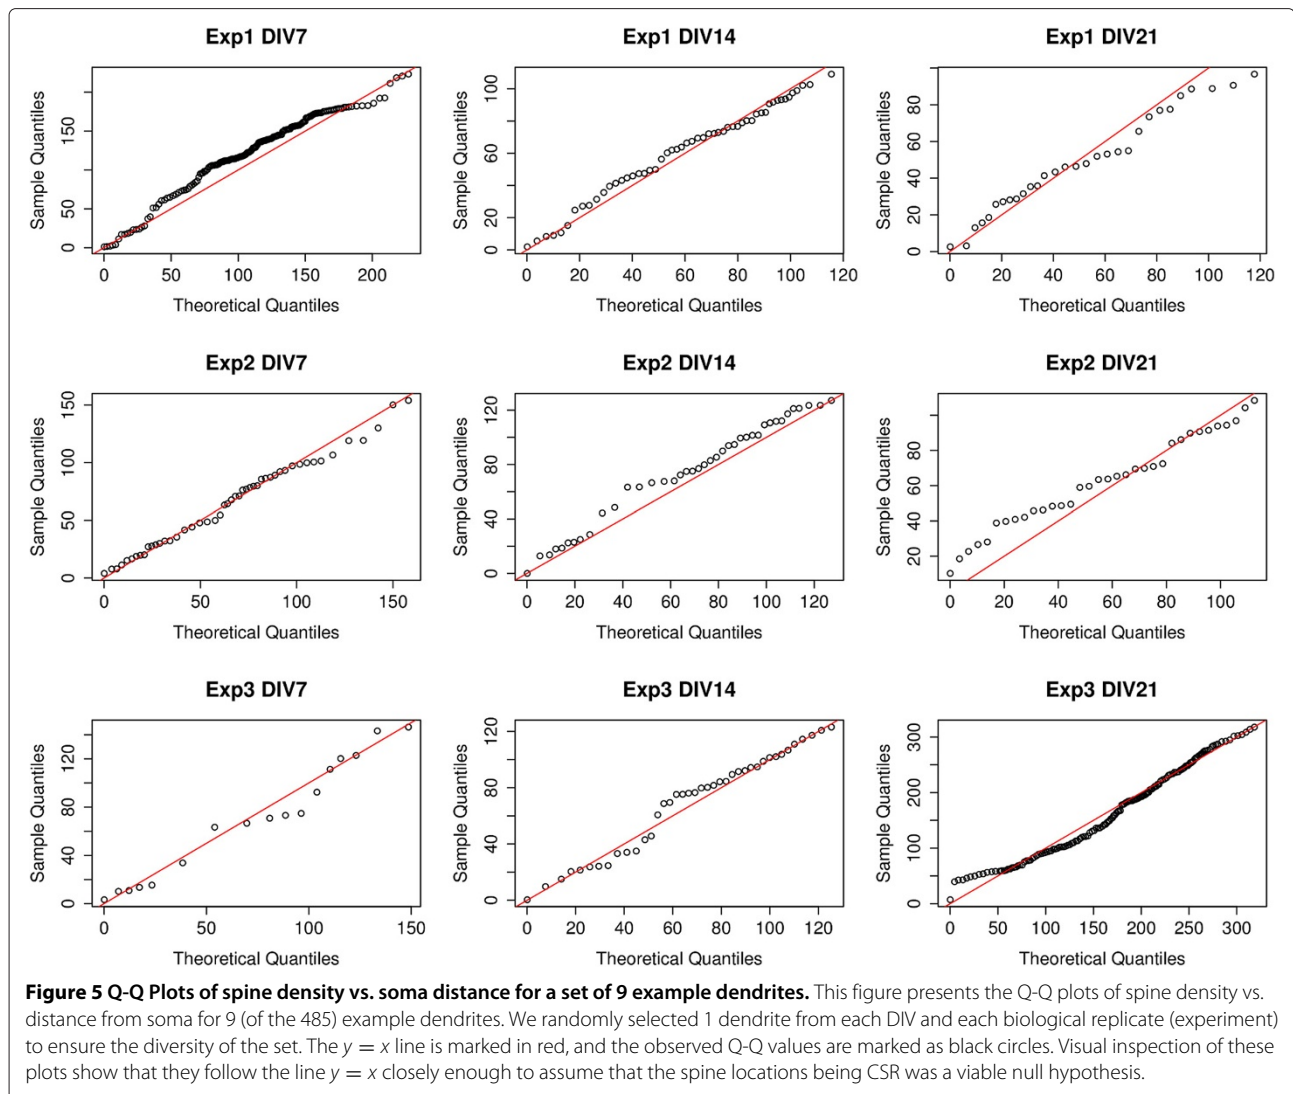 Exp1 DIV7
Sample Quantiles
0 50 150
0 50 100 150 200
Theoretical Quantiles
Exp1 DIV14
Sample Quantiles
0 20 60 100
0 20 40 60 80 100 120
Theoretical Quantiles
Exp1 DIV21
Sample Quantiles
0 20 40 60 80
0 20 40 60 80 100 120
Theoretical Quantiles
Exp2 DIV7
Sample Quantiles
0 50 100 150
0 50 100 150
Theoretical Quantiles
Exp2 DIV14
Sample Quantiles
0 40 80 120
0 20 40 60 80 100 120
Theoretical Quantiles
Exp2 DIV21
Sample Quantiles
20 40 60 80
0 20 40 60 80 100
Theoretical Quantiles
Exp3 DIV7
Sample Quantiles
0 40 80 120
0 50 100 150
Theoretical Quantiles
Exp3 DIV14
Sample Quantiles
0 40 80 120
0 20 40 60 80 100 120
Theoretical Quantiles
Exp3 DIV21
Sample Quantiles
0 100 200 300
0 50 100 150 200 250 300
Theoretical Quantiles
Figure 5 Q-Q Plots of spine density vs. soma distance for a set of 9 example dendrites. This figure presents the Q-Q plots of spine density vs.
distance from soma for 9 (of the 485) example dendrites. We randomly selected 1 dendrite from each DIV and each biological replicate (experiment)
to ensure the diversity of the set. The y = x line is marked in red, and the observed Q-Q values are marked as black circles. Visual inspection of these
plots show that they follow the line y = x closely enough to assume that the spine locations being CSR was a viable null hypothesis.